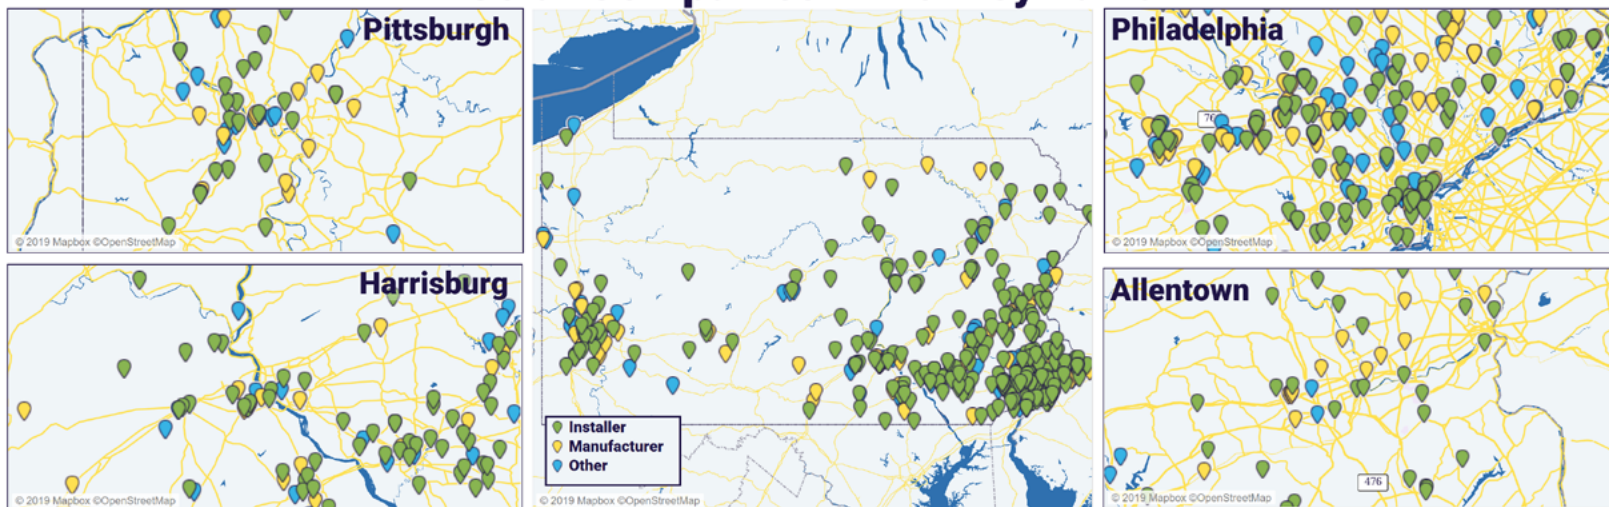 Pittsburgh
© 2019 Mapbox ©OpenStreetMap
Harrisburg
© 2019 Mapbox ©OpenStreetMap
Installer
Manufacturer
Other
© 2019 Mapbox ©OpenStreetMap
Philadelphia
76
© 2019 Mapbox ©OpenStreetMap
Allentown
476
© 2019 Mapbox ©OpenStreetMap